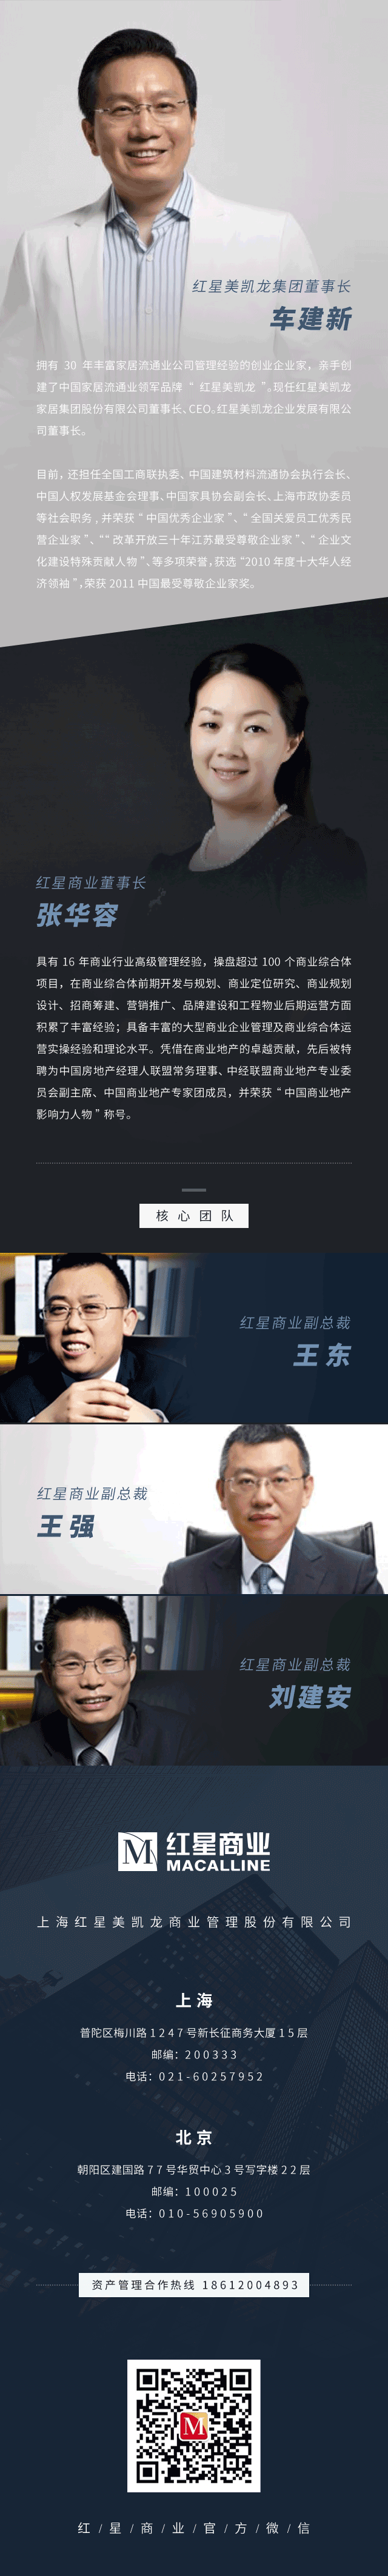 红星美凯龙集团董事长
车建新
拥有 30 年丰富家居流通业公司管理经验的创业企业家，亲手创
建了中国家居流通业领军品牌“ 红星美凯龙 ”。现任红星美凯龙
家居集团股份有限公司董事长、CEO。红星美凯龙企业发展有限公
司董事长。
目前，还担任全国工商联执委、中国建筑材料流通协会执行会长、
中国人权发展基金会理事、中国家具协会副会长、上海市政协委员
等社会职务 , 并荣获“ 中国优秀企业家 ”、“ 全国关爱员工优秀民
营企业家 ”、““ 改革开放三十年江苏最受尊敬企业家 ”、“ 企业文
化建设特殊贡献人物 ”、等多项荣誉，获选 “2010 年度十大华人经
济领袖 ”，荣获 2011 中国最受尊敬企业家奖。
红星商业董事长
张华容
具有 16 年商业行业高级管理经验，操盘超过 100 个商业综合体
项目，在商业综合体前期开发与规划、商业定位研究、商业规划
设计、招商筹建、营销推广、品牌建设和工程物业后期运营方面
积累了丰富经验；具备丰富的大型商业企业管理及商业综合体运
营实操经验和理论水平。凭借在商业地产的卓越贡献，先后被特
聘为中国房地产经理人联盟常务理事、中经联盟商业地产专业委
员会副主席、中国商业地产专家团成员，并荣获“ 中国商业地产
影响力人物 ” 称号。
核心团队
红星商业副总裁
王东
红星商业副总裁
王强
红星商业副总裁
刘建安
M 红星商业
MACALLINE
上海红星美凯龙商业管理股份有限公司
上海
普陀区梅川路1247号新长征商务大厦15层
邮编：200333
电话：021-60257952
北京
朝阳区建国路77号华贸中心3号写字楼22层
邮编：100025
电话：010-56905900
资产管理合作热线 18612004893
M
红 / 星 / 商 / 业 / 官 / 方 / 微 / 信